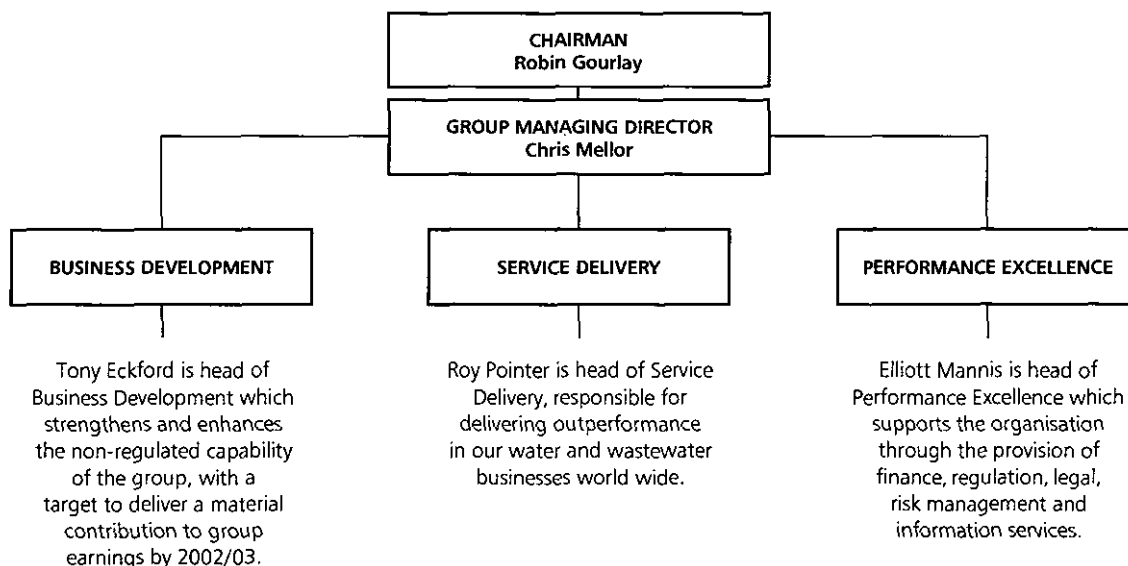 CHAIRMAN
Robin Gourlay
GROUP MANAGING DIRECTOR
Chris Mellor
BUSINESS DEVELOPMENT
Tony Eckford is head of
Business Development which
strengthens and enhances
the non-regulated capability
of the group, with a
target to deliver a material
contribution to group
earnings by 2002/03.
SERVICE DELIVERY
Roy Pointer is head of Service
Delivery, responsible for
delivering outperformance
in our water and wastewater
businesses world wide.
PERFORMANCE EXCELLENCE
Elliott Mannis is head of
Performance Excellence which
supports the organisation
through the provision of
finance, regulation, legal,
risk management and
information services.